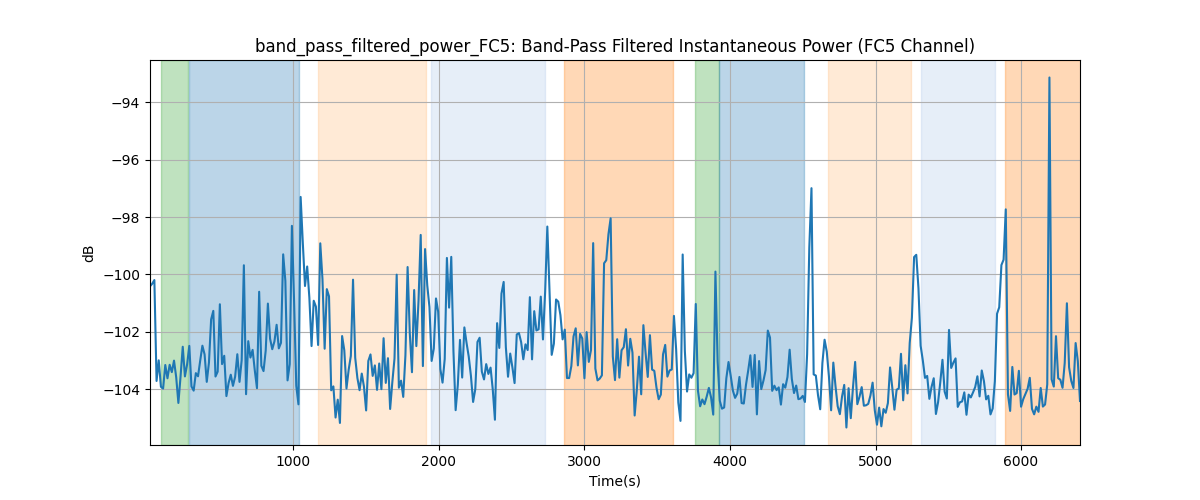 band_pass_filtered_power_FC5: Band-Pass Filtered Instantaneous Power (FC5 Channel)
−94
−96
−98
−100
−102
−104
dB
1000 2000 3000 4000 5000 6000
Time(s)